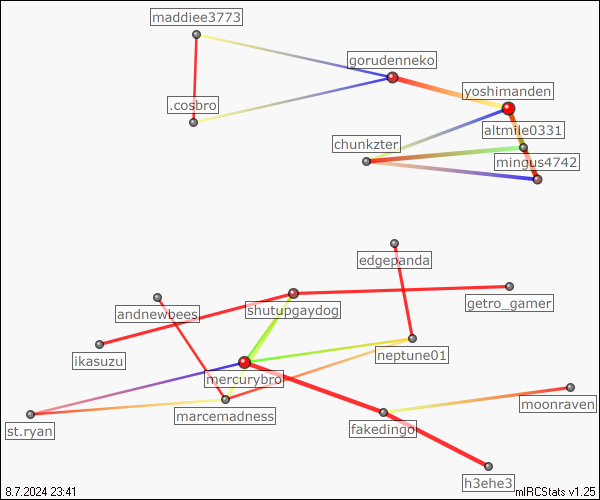 maddiee3773
gorudenneko
yoshimanden
.cosbro
altmile0331
chunkzter
mingus4742
edgepanda
getro_gamer
shutupgaydog
andnewbees
neptune01
ikasuzu
mercurybro
moonraven
marcemadness
fakedingo
st.ryan
h3ehe3
8.7.2024 23:41
mIRCStats v1.25